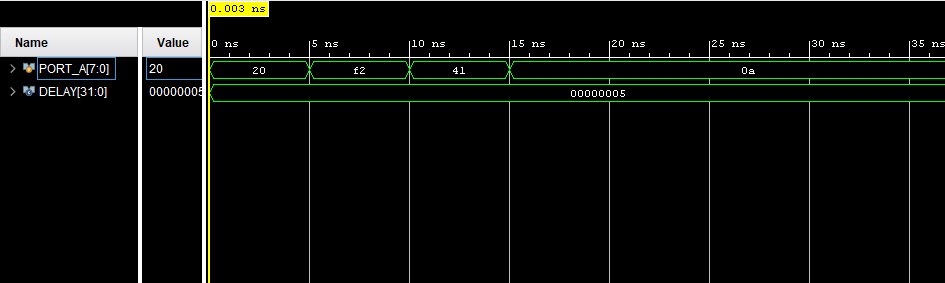 0.003 ns
Name Value
0 ns 5 ns 10 ns 15 ns 20 ns 25 ns 30 ns 35 ns
PORT_A[7:0] 20 20 f2 41 0a
DELAY[31:0] 00000005 00000005